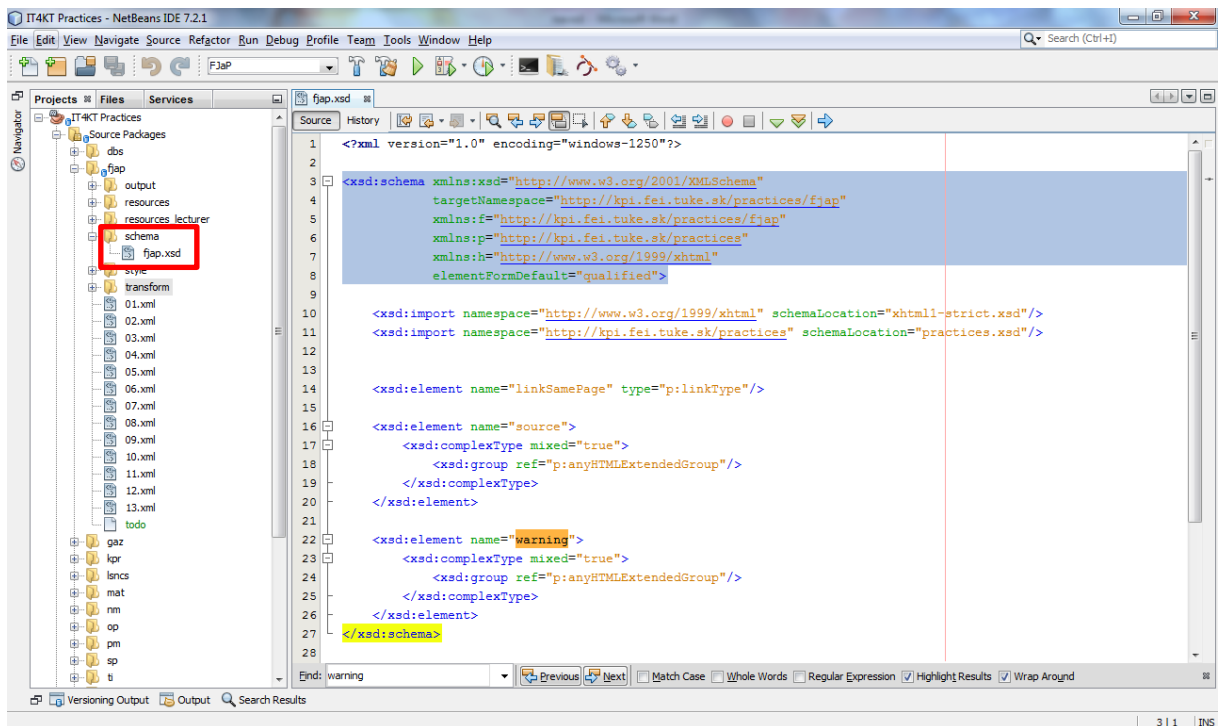 IT4KT Practices - NetBeans IDE 7.2.1
File Edit View Navigate Source Refactor Run Debug Profile Team Tools Window Help
Search (Ctrl+I)
FJaP
Projects Files Services
fjap.xsd
Navigator
Source History
IT4KT Practices
Source Packages
dbs
fjap
output
resources
resources_lecturer
schema
fjap.xsd
style
transform
01.xml
02.xml
03.xml
04.xml
05.xml
06.xml
07.xml
08.xml
09.xml
10.xml
11.xml
12.xml
13.xml
todo
gaz
kpr
lsncs
mat
nm
op
pm
sp
ti
1 <?xml version="1.0" encoding="windows-1250"?>
2
3 <xsd:schema xmlns:xsd="http://www.w3.org/2001/XMLSchema"
4 targetNamespace="http://kpi.fei.tuke.sk/practices/fjap"
5 xmlns:f="http://kpi.fei.tuke.sk/practices/fjap"
6 xmlns:p="http://kpi.fei.tuke.sk/practices"
7 xmlns:h="http://www.w3.org/1999/xhtml"
8 elementFormDefault="qualified">
9
10 <xsd:import namespace="http://www.w3.org/1999/xhtml" schemaLocation="xhtml1-strict.xsd"/>
11 <xsd:import namespace="http://kpi.fei.tuke.sk/practices" schemaLocation="practices.xsd"/>
12
13
14 <xsd:element name="linkSamePage" type="p:linkType"/>
15
16 <xsd:element name="source">
17 <xsd:complexType mixed="true">
18 <xsd:group ref="p:anyHTMLExtendedGroup"/>
19 </xsd:complexType>
20 </xsd:element>
21
22 <xsd:element name="warning">
23 <xsd:complexType mixed="true">
24 <xsd:group ref="p:anyHTMLExtendedGroup"/>
25 </xsd:complexType>
26 </xsd:element>
27 </xsd:schema>
28
Find: warning Previous Next Match Case Whole Words Regular Expression Highlight Results Wrap Around
Versioning Output Output Search Results
3 | 1 INS